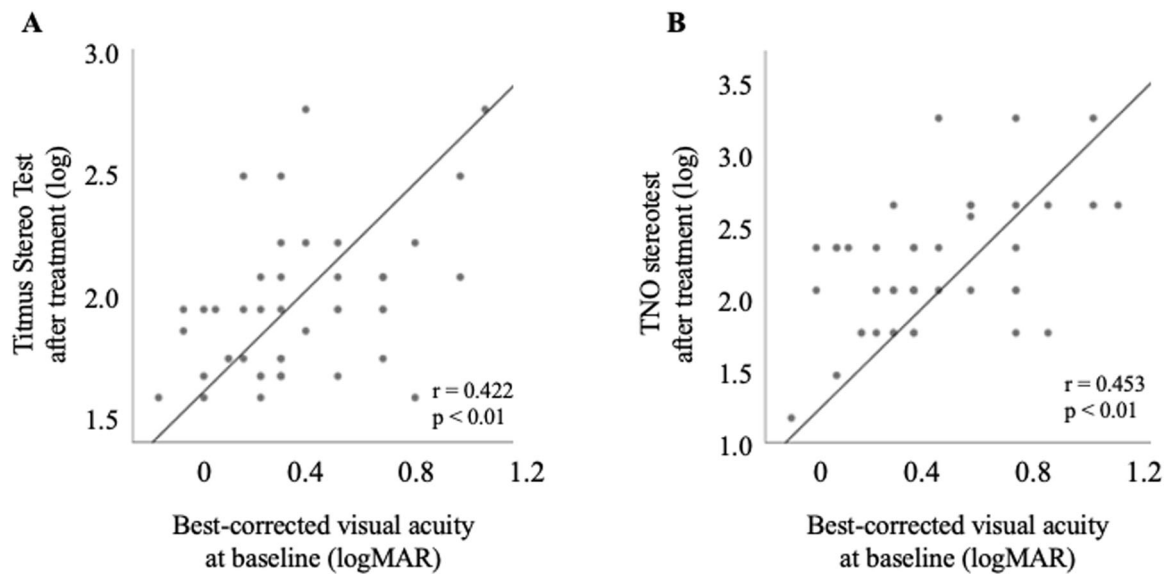 A
3.0
2.5
2.0
1.5
Titmus Stereo Test
after treatment (log)
r = 0.422
p < 0.01
0 0.4 0.8 1.2
Best-corrected visual acuity
at baseline (logMAR)
B
3.5
3.0
2.5
2.0
1.5
1.0
TNO stereotest
after treatment (log)
r = 0.453
p < 0.01
0 0.4 0.8 1.2
Best-corrected visual acuity
at baseline (logMAR)